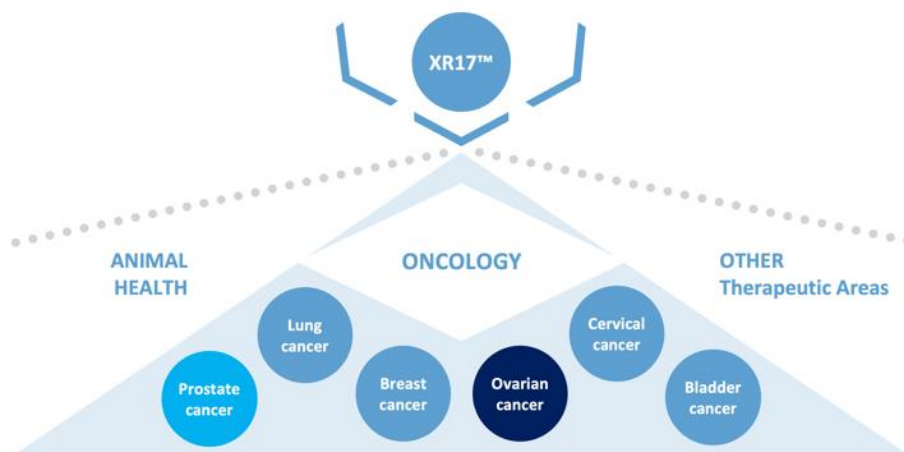 XR17™
ANIMAL
HEALTH
ONCOLOGY
OTHER
Therapeutic Areas
Lung
cancer
Cervical
cancer
Prostate
cancer
Breast
cancer
Ovarian
cancer
Bladder
cancer